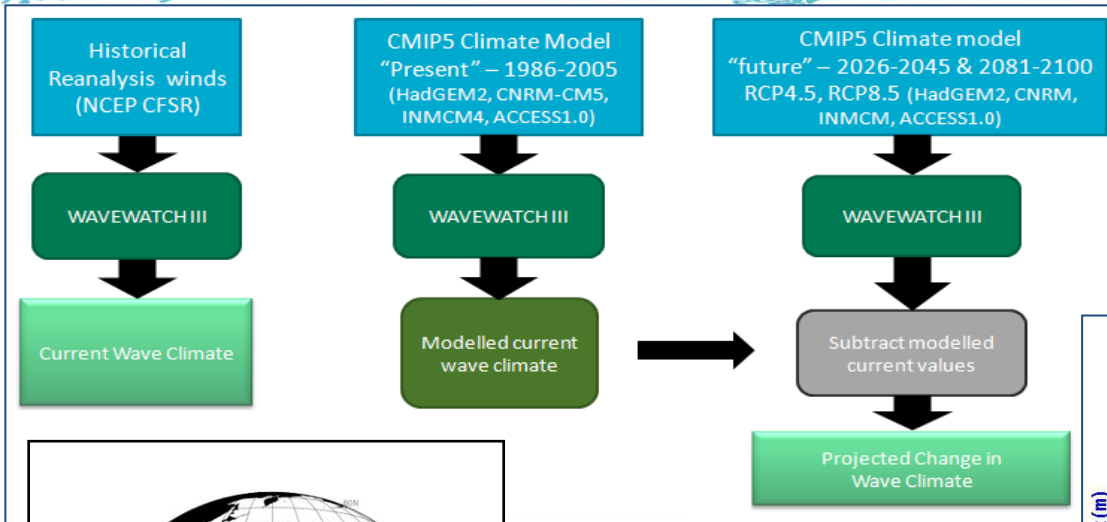 Historical
Reanalysis winds
(NCEP CFSR)
CMIP5 Climate Model
“Present” – 1986-2005
(HadGEM2, CNRM-CM5,
INMCM4, ACCESS1.0)
CMIP5 Climate model
“future” – 2026-2045 & 2081-2100
RCP4.5, RCP8.5 (HadGEM2, CNRM,
INMCM, ACCESS1.0)
WAVEWATCH III
WAVEWATCH III
WAVEWATCH III
Current Wave Climate
Modelled current
wave climate
Subtract modelled
current values
Projected Change in
Wave Climate
60N
(m)